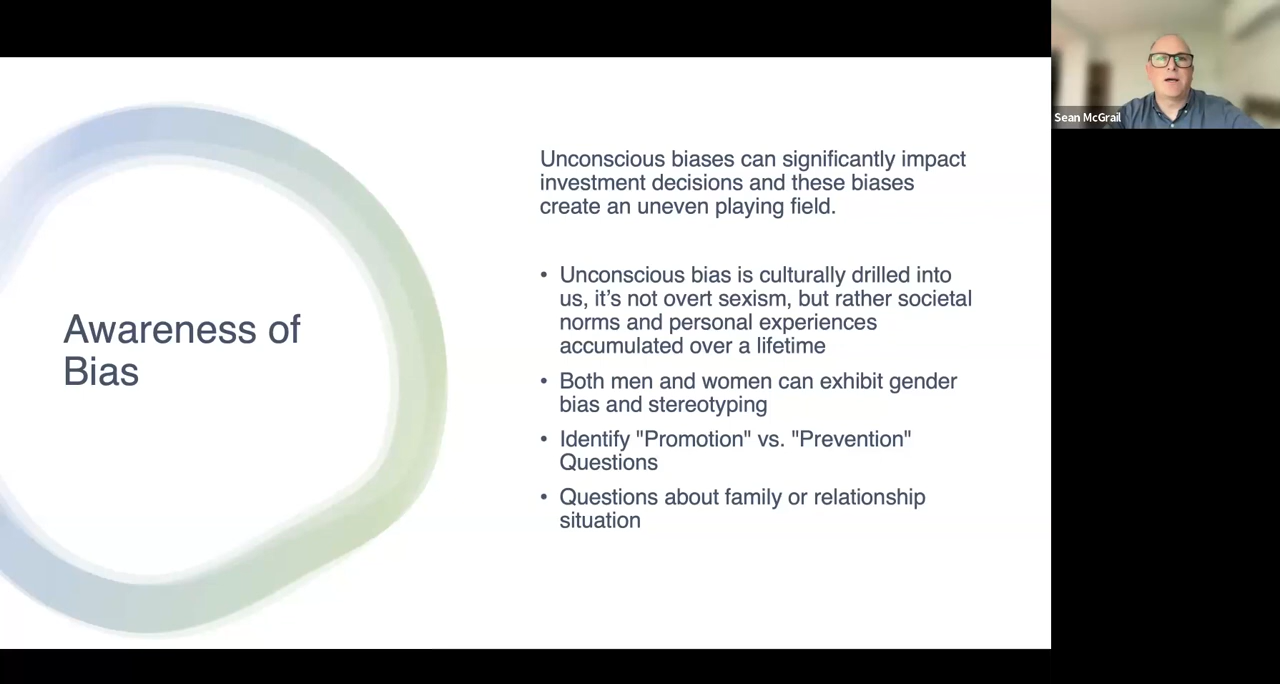 Sean McGrail
Awareness of
Bias
Unconscious biases can significantly impact
investment decisions and these biases
create an uneven playing field.
• Unconscious bias is culturally drilled into
us, it’s not overt sexism, but rather societal
norms and personal experiences
accumulated over a lifetime
• Both men and women can exhibit gender
bias and stereotyping
• Identify "Promotion" vs. "Prevention"
Questions
• Questions about family or relationship
situation